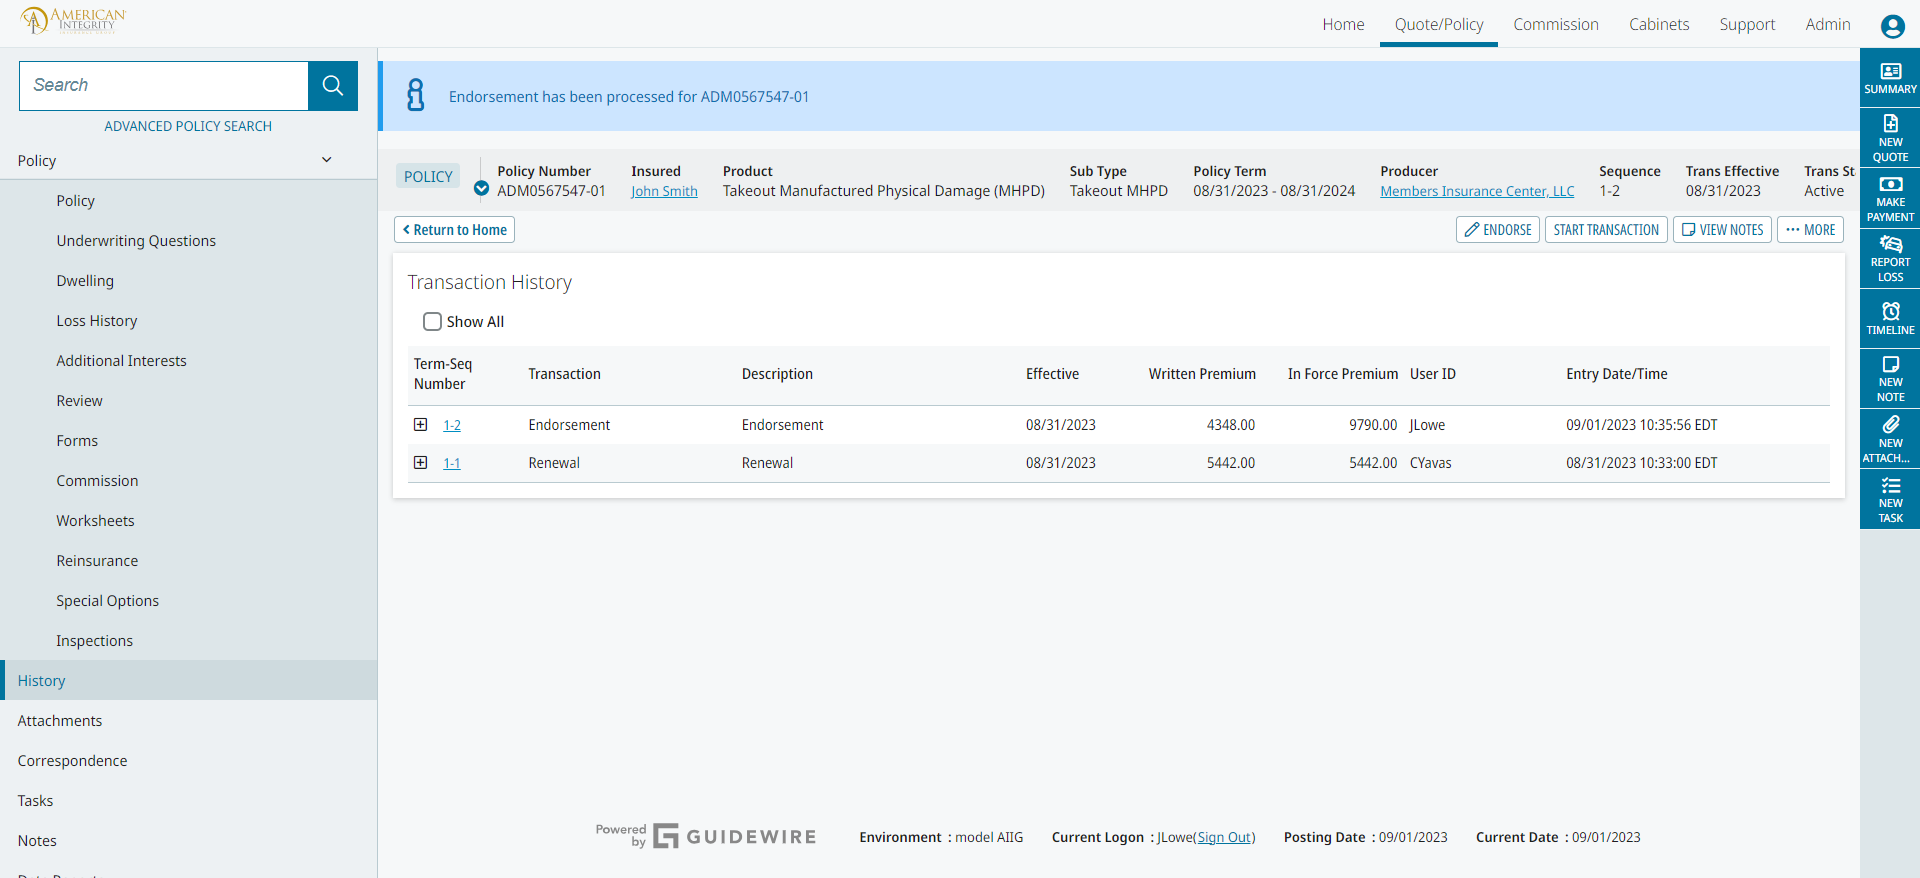 AMERICAN
INTEGRITY
Home
Quote/Policy
Commission
Cabinets
Support
Admin
Search
ADVANCED POLICY SEARCH
Policy
Policy
Underwriting Questions
Dwelling
Loss History
Additional Interests
Review
Forms
Commission
Worksheets
Reinsurance
Special Options
Inspections
History
Attachments
Correspondence
Tasks
Notes
Endorsement has been processed for ADM0567547-01
POLICY
Policy Number Insured Product Sub Type Policy Term Producer Sequence Trans Effective Trans St
ADM0567547-01 John Smith Takeout Manufactured Physical Damage (MHPD) Takeout MHPD 08/31/2023 - 08/31/2024 Members Insurance Center, LLC 1-2 08/31/2023 Active
Return to Home
ENDORSE
START TRANSACTION
VIEW NOTES
MORE
Transaction History
Show All
Term-Seq
Number Transaction Description Effective Written Premium In Force Premium User ID Entry Date/Time
1-2 Endorsement Endorsement 08/31/2023 4348.00 9790.00 JLowe 09/01/2023 10:35:56 EDT
1-1 Renewal Renewal 08/31/2023 5442.00 5442.00 CYavas 08/31/2023 10:33:00 EDT
SUMMARY
NEW
QUOTE
MAKE
PAYMENT
REPORT
LOSS
TIMELINE
NEW
NOTE
NEW
ATTACH...
NEW
TASK
Powered
by
GUIDEWIRE
Environment : model AIIG
Current Logon : JLowe(Sign Out)
Posting Date : 09/01/2023
Current Date : 09/01/2023